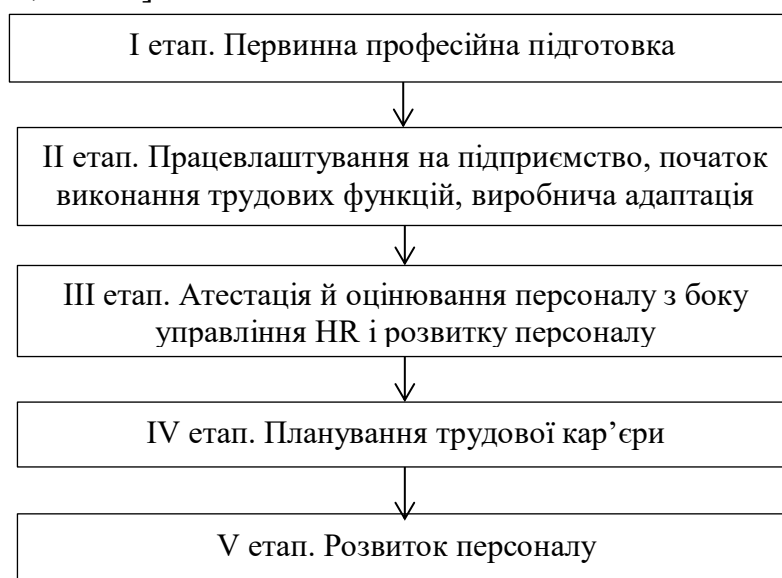 І етап. Первинна професійна підготовка
ІІ етап. Працевлаштування на підприємство, початок
виконання трудових функцій, виробнича адаптація
ІІІ етап. Атестація й оцінювання персоналу з боку
управління HR і розвитку персоналу
IV етап. Планування трудової кар’єри
V етап. Розвиток персоналу